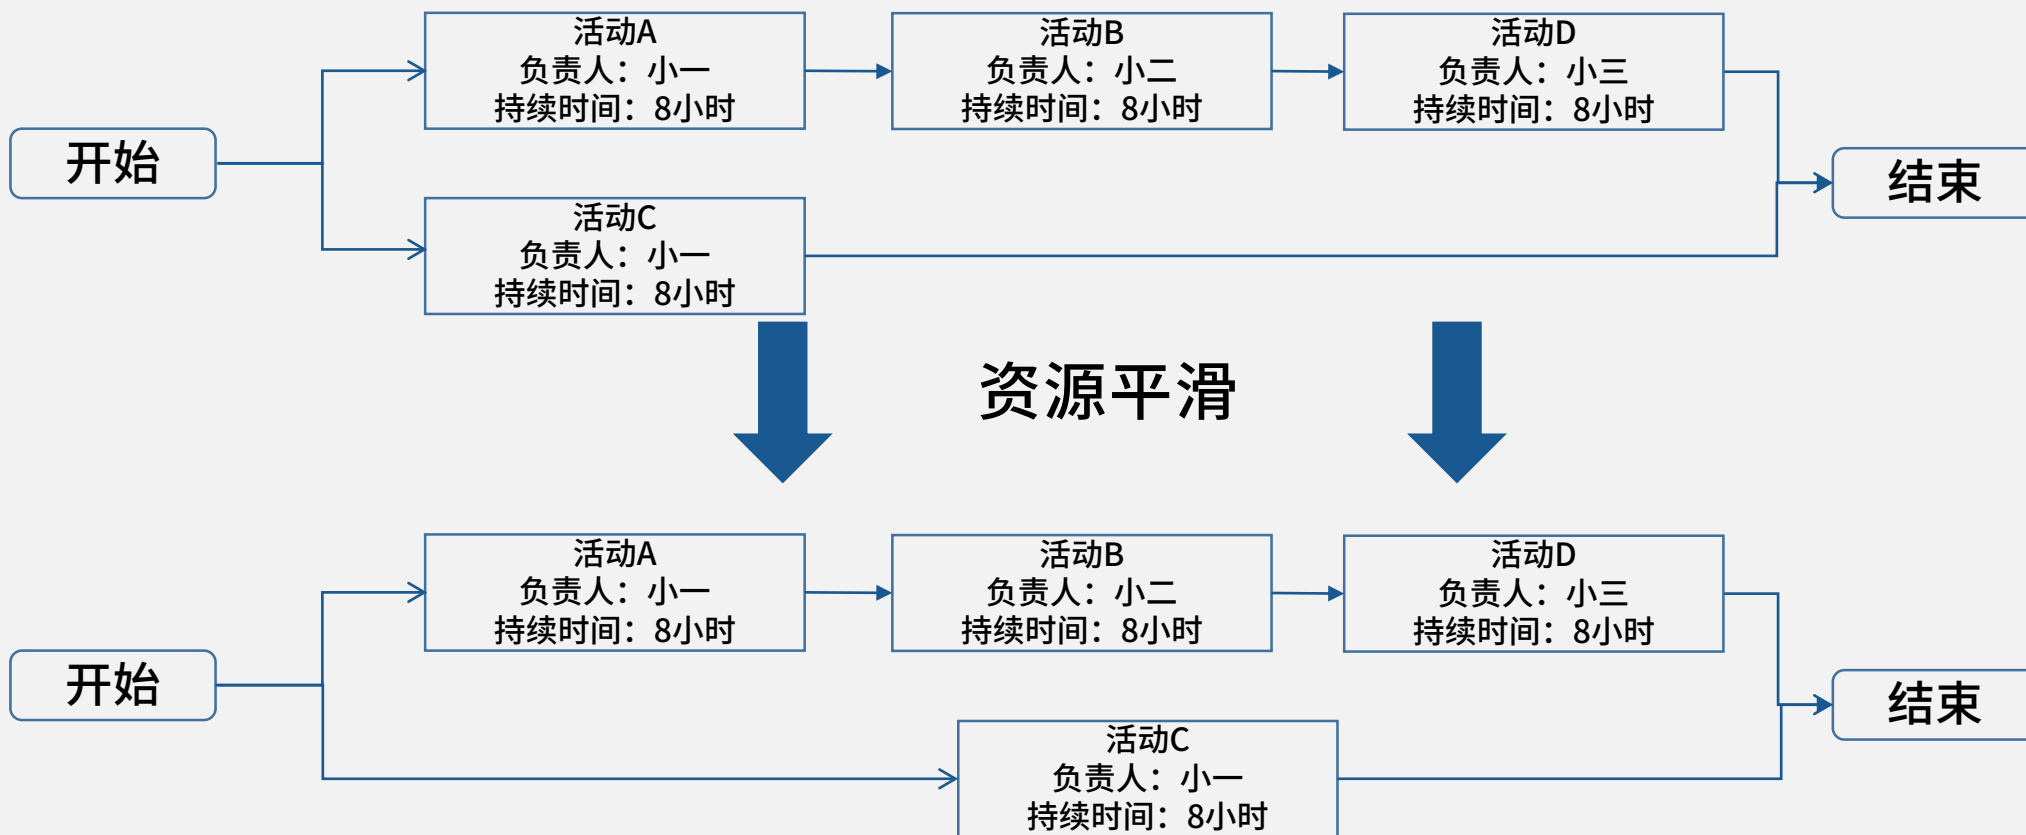 活动A
负责人：小一
持续时间：8小时
活动B
负责人：小二
持续时间：8小时
活动D
负责人：小三
持续时间：8小时
开始
结束
活动C
负责人：小一
持续时间：8小时
资源平滑
活动A
负责人：小一
持续时间：8小时
活动B
负责人：小二
持续时间：8小时
活动D
负责人：小三
持续时间：8小时
开始
结束
活动C
负责人：小一
持续时间：8小时